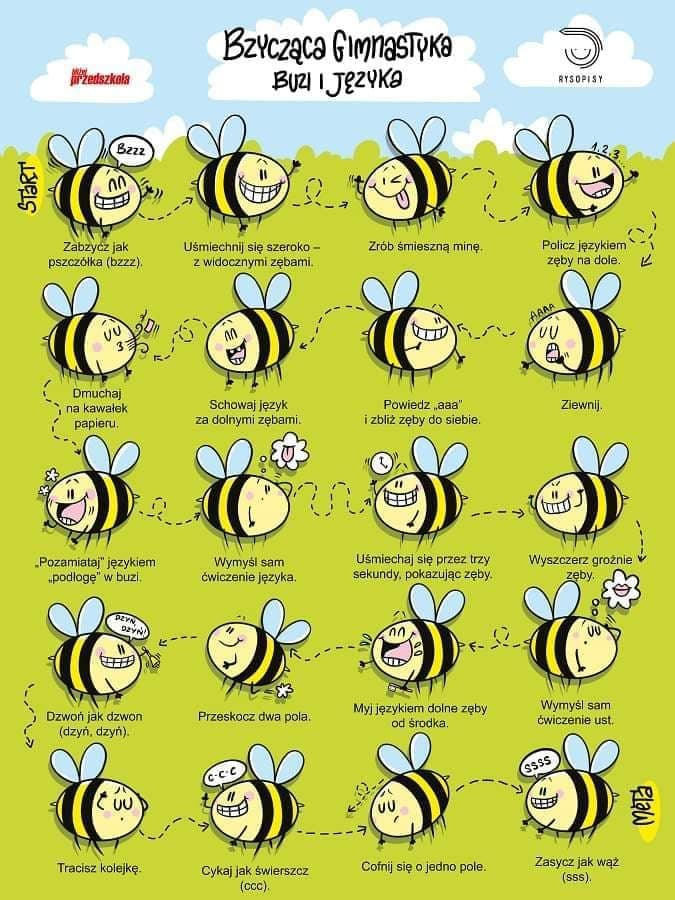 BZYCZĄCA GIMNASTYKA
BUZI I JĘZYKA
bliżej
przedszkola
RYSOPISY
START
Bzzz
Zabzycz jak
pszczółka (bzzz).
Uśmiechnij się szeroko –
z widocznymi zębami.
Zrób śmieszną minę.
1, 2, 3...
Policz językiem
zęby na dole.
Dmuchaj
na kawałek
papieru.
Schowaj język
za dolnymi zębami.
Powiedz „aaa”
i zbliż zęby do siebie.
AAAA
Ziewnij.
„Pozamiataj” językiem
„podłogę” w buzi.
Wymyśl sam
ćwiczenie języka.
Uśmiechaj się przez trzy
sekundy, pokazując zęby.
Wyszczerz groźnie
zęby.
DZYŃ,
DZYŃ!
Dzwoń jak dzwon
(dzyń, dzyń).
Przeskocz dwa pola.
Myj językiem dolne zęby
od środka.
Wymyśl sam
ćwiczenie ust.
Tracisz kolejkę.
C-C-C
Cykaj jak świerszcz
(ccc).
Cofnij się o jedno pole.
SSSS
Zasycz jak wąż
(sss).
META